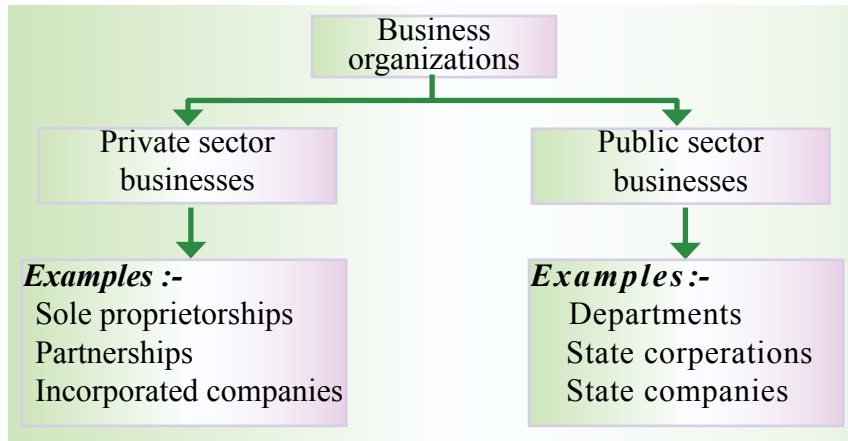 Business
organizations
Private sector
businesses
Public sector
businesses
Examples :-
Sole proprietorships
Partnerships
Incorporated companies
Examples :-
Departments
State corperations
State companies